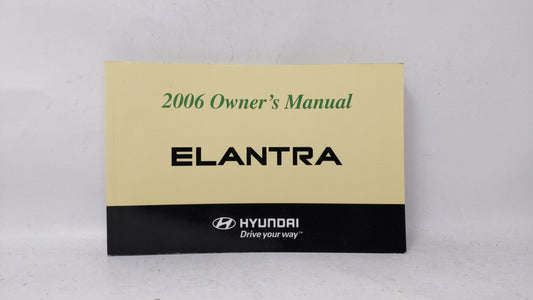 2006 Owner's Manual
ELANTRA
HYUNDAI
Drive your way™